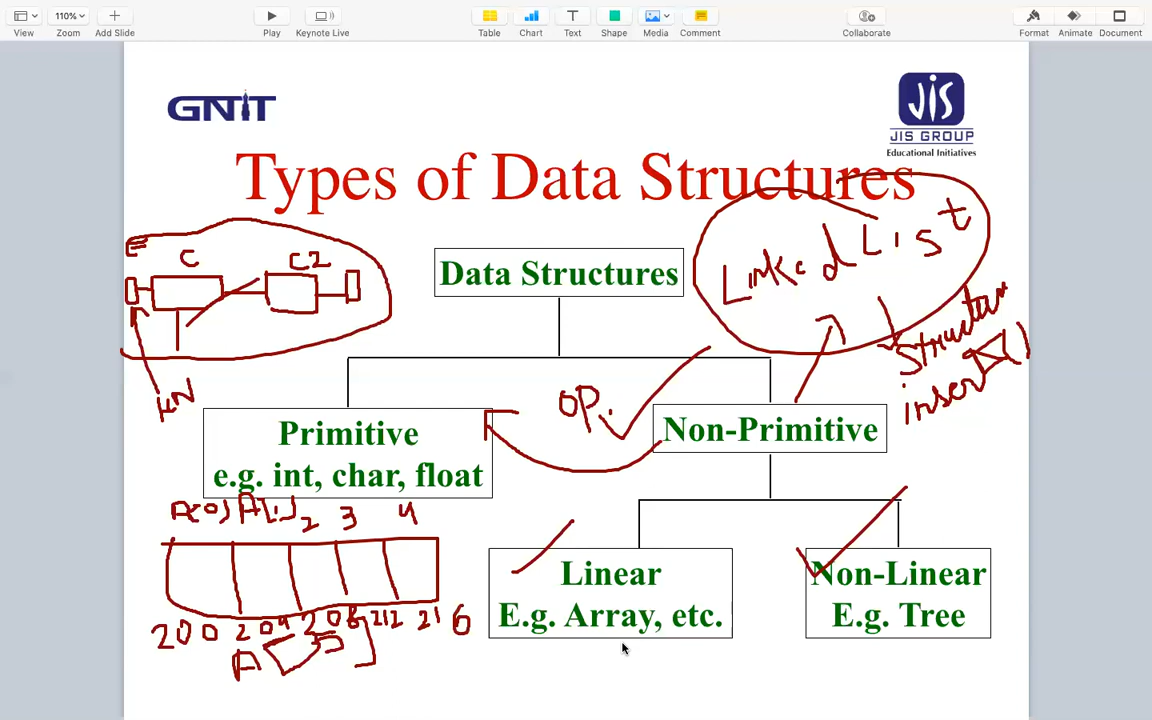 110%
View
Zoom
Add Slide
Play
Keynote Live
Table
Chart
Text
Shape
Media
Comment
Collaborate
Format
Animate
Document
GNIT
JIS
JIS GROUP
Educational Initiatives
Types of Data Structures
C
C2
Linked List
Data Structures
OP.
Primitive
e.g. int, char, float
Non-Primitive
A[1] 2 3 4
Linear
E.g. Array, etc.
Non-Linear
E.g. Tree
200 204 208 212 216